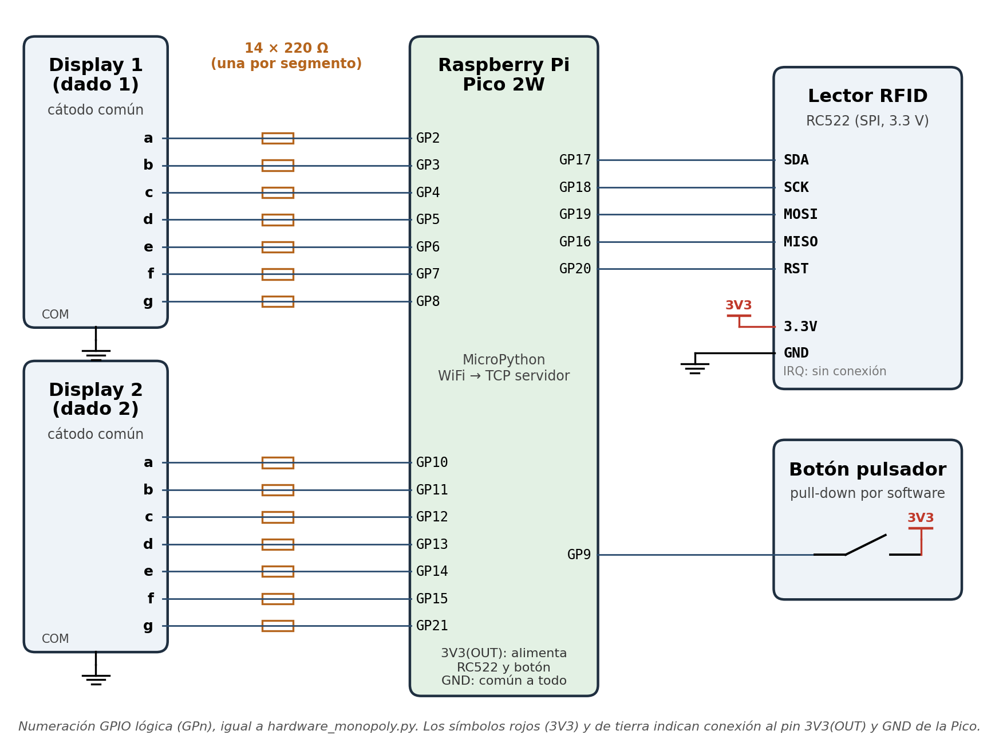 Display 1
(dado 1)
cátodo común
a
b
c
d
e
f
g
COM
14 × 220 Ω
(una por segmento)
Raspberry Pi
Pico 2W
GP2
GP3
GP4
GP5
GP6
GP7
GP8
GP17
GP18
GP19
GP16
GP20
MicroPython
WiFi → TCP servidor
Lector RFID
RC522 (SPI, 3.3 V)
SDA
SCK
MOSI
MISO
RST
3V3
3.3V
GND
IRQ: sin conexión
Display 2
(dado 2)
cátodo común
a
b
c
d
e
f
g
COM
GP10
GP11
GP12
GP13
GP14
GP15
GP21
GP9
3V3(OUT): alimenta
RC522 y botón
GND: común a todo
Botón pulsador
pull-down por software
3V3
Numeración GPIO lógica (GPn), igual a hardware_monopoly.py. Los símbolos rojos (3V3) y de tierra indican conexión al pin 3V3(OUT) y GND de la Pico.